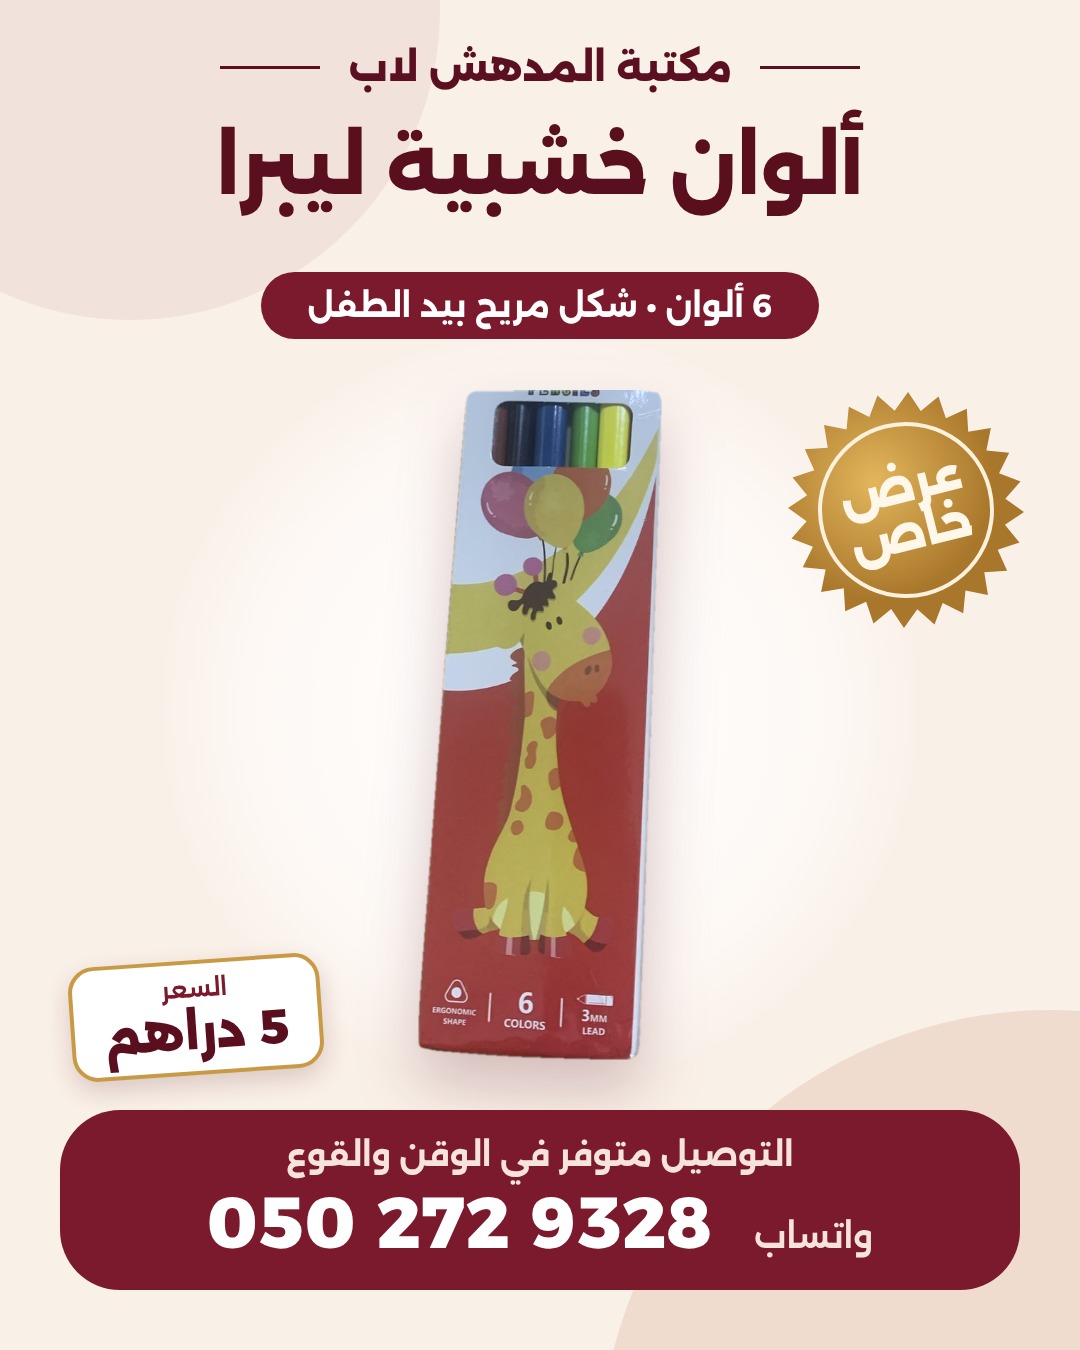 مكتبة المدهش لاب
ألوان خشبية ليبرا
6 ألوان • شكل مريح بيد الطفل
عرض
خاص
ERGONOMIC
SHAPE
6
COLORS
3MM
LEAD
السعر
5 دراهم
التوصيل متوفر في الوقن والقوع
واتساب 050 272 9328